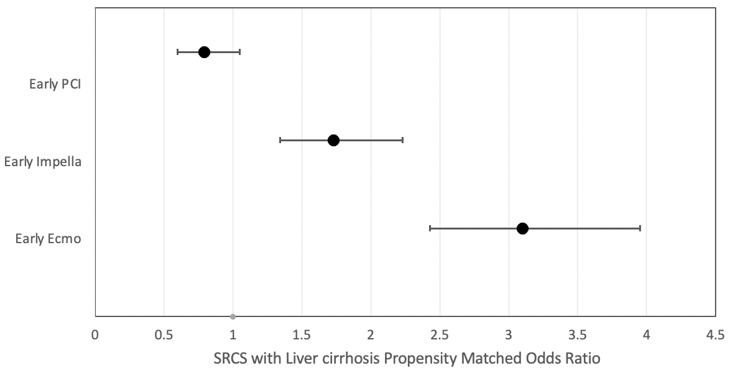 Early PCI
Early Impella
Early Ecmo
0 0.5 1 1.5 2 2.5 3 3.5 4 4.5
SRCS with Liver cirrhosis Propensity Matched Odds Ratio